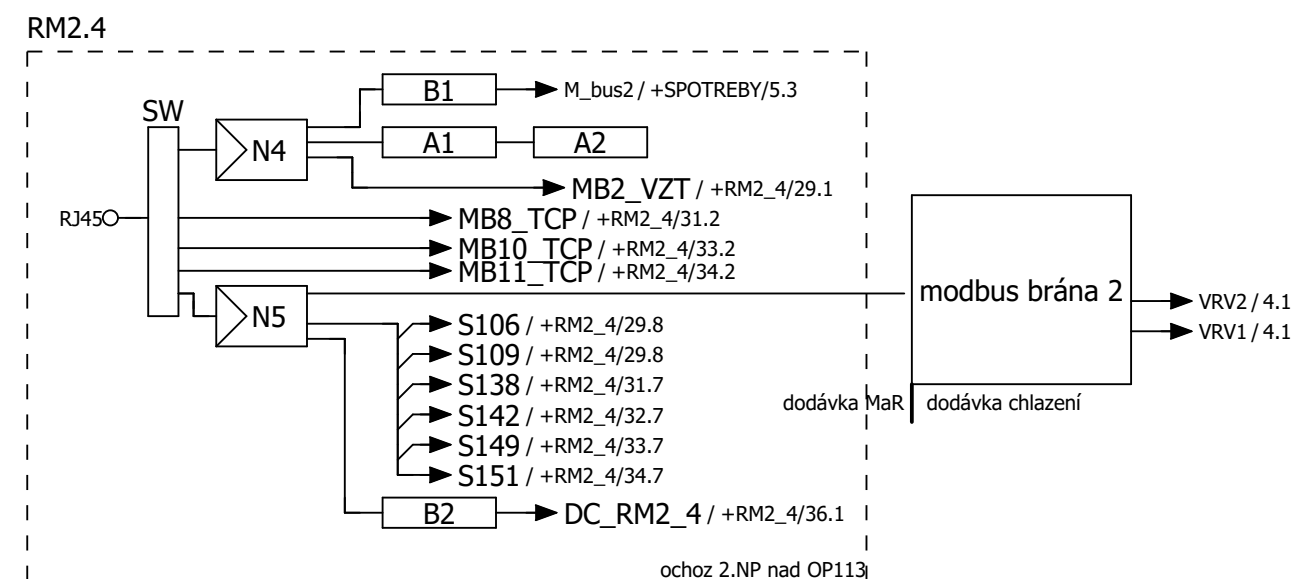 RM2.4
B1
M_bus2 / +SPOTREBY/5.3
SW
N4
A1
A2
MB2_VZT / +RM2_4/29.1
RJ45
MB8_TCP / +RM2_4/31.2
MB10_TCP / +RM2_4/33.2
MB11_TCP / +RM2_4/34.2
modbus brána 2
VRV2 / 4.1
N5
S106 / +RM2_4/29.8
VRV1 / 4.1
S109 / +RM2_4/29.8
S138 / +RM2_4/31.7
dodávka MaR
dodávka chlazení
S142 / +RM2_4/32.7
S149 / +RM2_4/33.7
S151 / +RM2_4/34.7
B2
DC_RM2_4 / +RM2_4/36.1
ochoz 2.NP nad OP113